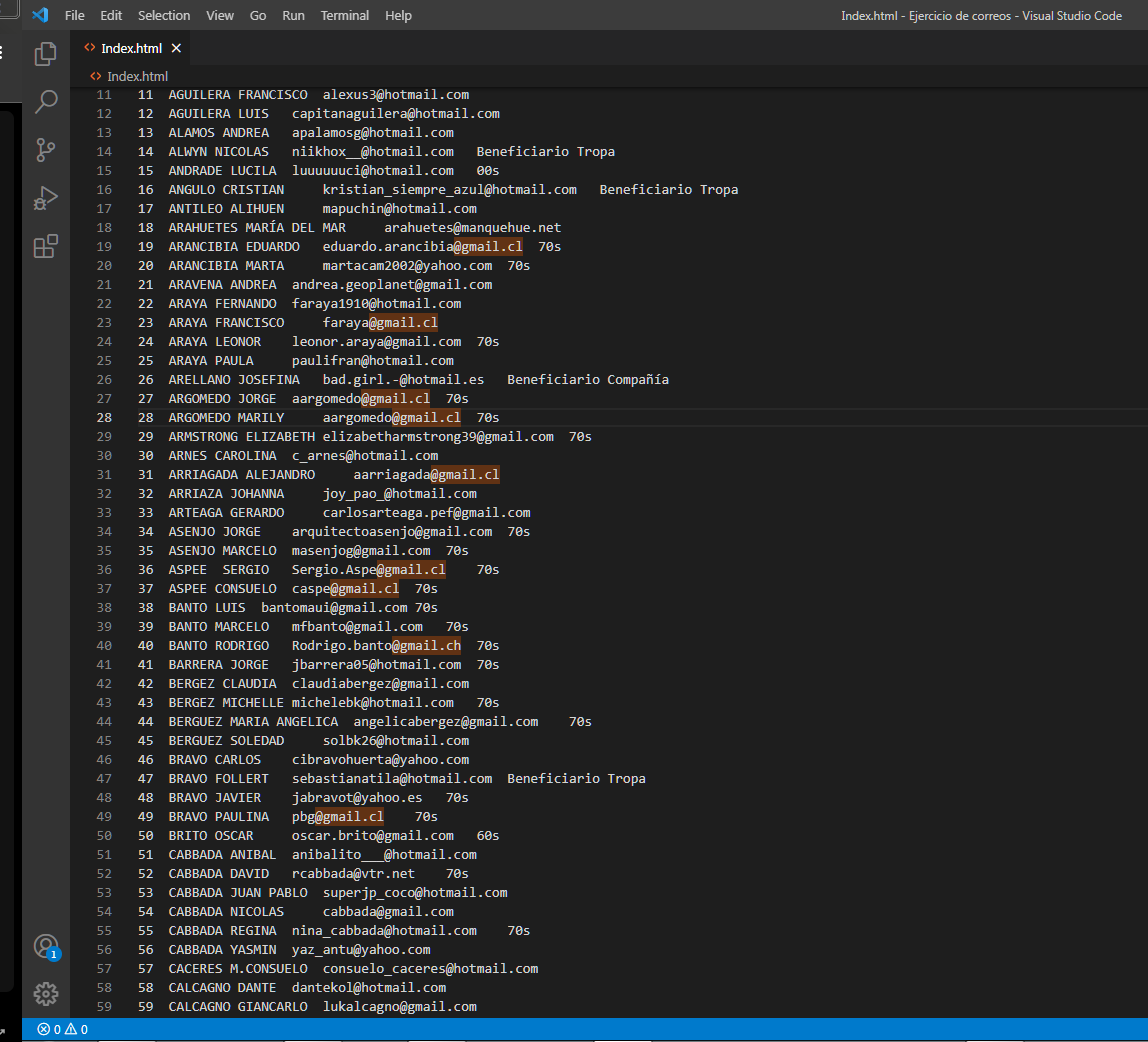 File Edit Selection View Go Run Terminal Help Index.html - Ejercicio de correos - Visual Studio Code
Index.html
Index.html
11 11 AGUILERA FRANCISCO alexus3@hotmail.com
12 12 AGUILERA LUIS capitanaguilera@hotmail.com
13 13 ALAMOS ANDREA apalamosg@hotmail.com
14 14 ALWYN NICOLAS niikhox__@hotmail.com Beneficiario Tropa
15 15 ANDRADE LUCILA luuuuuuci@hotmail.com 00s
16 16 ANGULO CRISTIAN kristian_siempre_azul@hotmail.com Beneficiario Tropa
17 17 ANTILEO ALIHUEN mapuchin@hotmail.com
18 18 ARAHUETES MARÍA DEL MAR arahuetes@manquehue.net
19 19 ARANCIBIA EDUARDO eduardo.arancibia@gmail.cl 70s
20 20 ARANCIBIA MARTA martacam2002@yahoo.com 70s
21 21 ARAVENA ANDREA andrea.geoplanet@gmail.com
22 22 ARAYA FERNANDO faraya1910@hotmail.com
23 23 ARAYA FRANCISCO faraya@gmail.cl
24 24 ARAYA LEONOR leonor.araya@gmail.com 70s
25 25 ARAYA PAULA paulifran@hotmail.com
26 26 ARELLANO JOSEFINA bad.girl.-@hotmail.es Beneficiario Compañía
27 27 ARGOMEDO JORGE aargomedo@gmail.cl 70s
28 28 ARGOMEDO MARILY aargomedo@gmail.cl 70s
29 29 ARMSTRONG ELIZABETH elizabetharmstrong39@gmail.com 70s
30 30 ARNES CAROLINA c_arnes@hotmail.com
31 31 ARRIAGADA ALEJANDRO aarriagada@gmail.cl
32 32 ARRIAZA JOHANNA joy_pao_@hotmail.com
33 33 ARTEAGA GERARDO carlosarteaga.pef@gmail.com
34 34 ASENJO JORGE arquitectoasenjo@gmail.com 70s
35 35 ASENJO MARCELO masenjog@gmail.com 70s
36 36 ASPEE SERGIO Sergio.Aspe@gmail.cl 70s
37 37 ASPEE CONSUELO caspe@gmail.cl 70s
38 38 BANTO LUIS bantomaui@gmail.com 70s
39 39 BANTO MARCELO mfbanto@gmail.com 70s
40 40 BANTO RODRIGO Rodrigo.banto@gmail.ch 70s
41 41 BARRERA JORGE jbarrera05@hotmail.com 70s
42 42 BERGEZ CLAUDIA claudiabergez@gmail.com
43 43 BERGEZ MICHELLE michelebk@hotmail.com 70s
44 44 BERGUEZ MARIA ANGELICA angelicabergez@gmail.com 70s
45 45 BERGUEZ SOLEDAD solbk26@hotmail.com
46 46 BRAVO CARLOS cibravohuerta@yahoo.com
47 47 BRAVO FOLLERT sebastianatila@hotmail.com Beneficiario Tropa
48 48 BRAVO JAVIER jabravot@yahoo.es 70s
49 49 BRAVO PAULINA pbg@gmail.cl 70s
50 50 BRITO OSCAR oscar.brito@gmail.com 60s
51 51 CABBADA ANIBAL anibalito___@hotmail.com
52 52 CABBADA DAVID rcabbada@vtr.net 70s
53 53 CABBADA JUAN PABLO superjp_coco@hotmail.com
54 54 CABBADA NICOLAS cabbada@gmail.com
55 55 CABBADA REGINA nina_cabbada@hotmail.com 70s
56 56 CABBADA YASMIN yaz_antu@yahoo.com
57 57 CACERES M.CONSUELO consuelo_caceres@hotmail.com
58 58 CALCAGNO DANTE dantekol@hotmail.com
59 59 CALCAGNO GIANCARLO lukalcagno@gmail.com
1
0 0